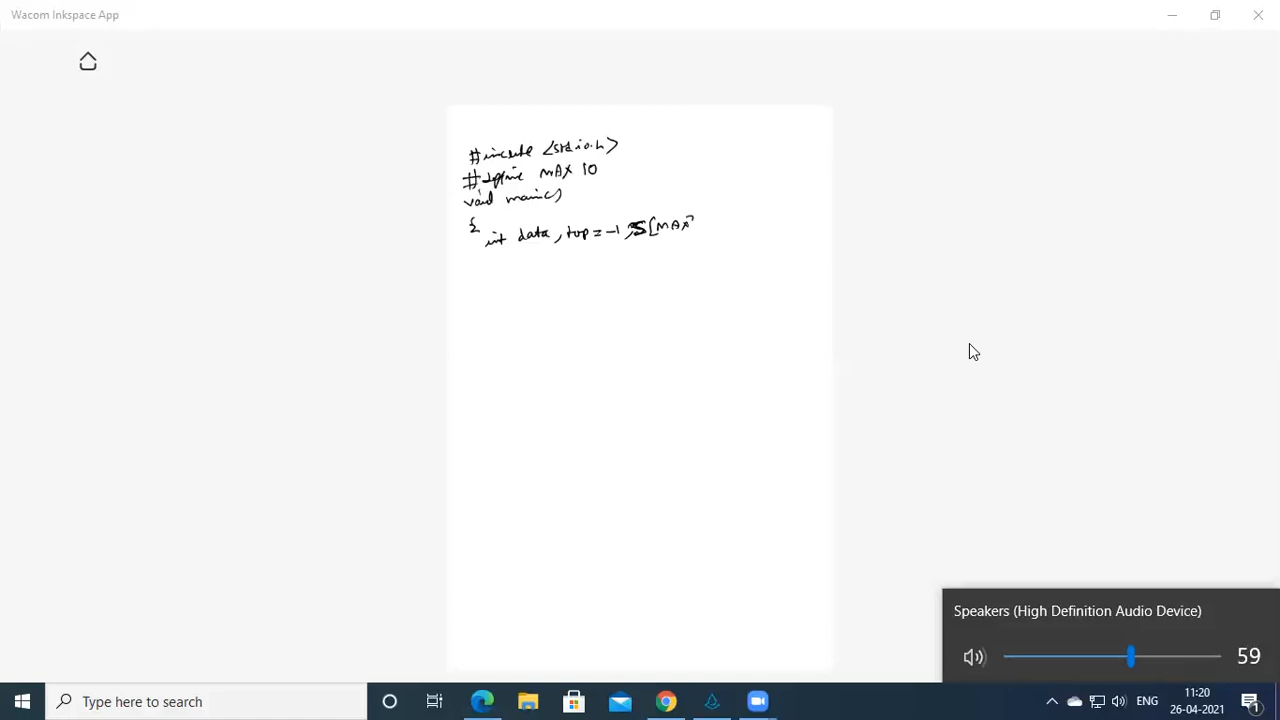 Wacom Inkspace App
#include <stdio.h>
#define MAX 10
void main()
{
int data, top = -1, S[MAX]
Speakers (High Definition Audio Device)
59
Type here to search
ENG
11:20
26-04-2021
1